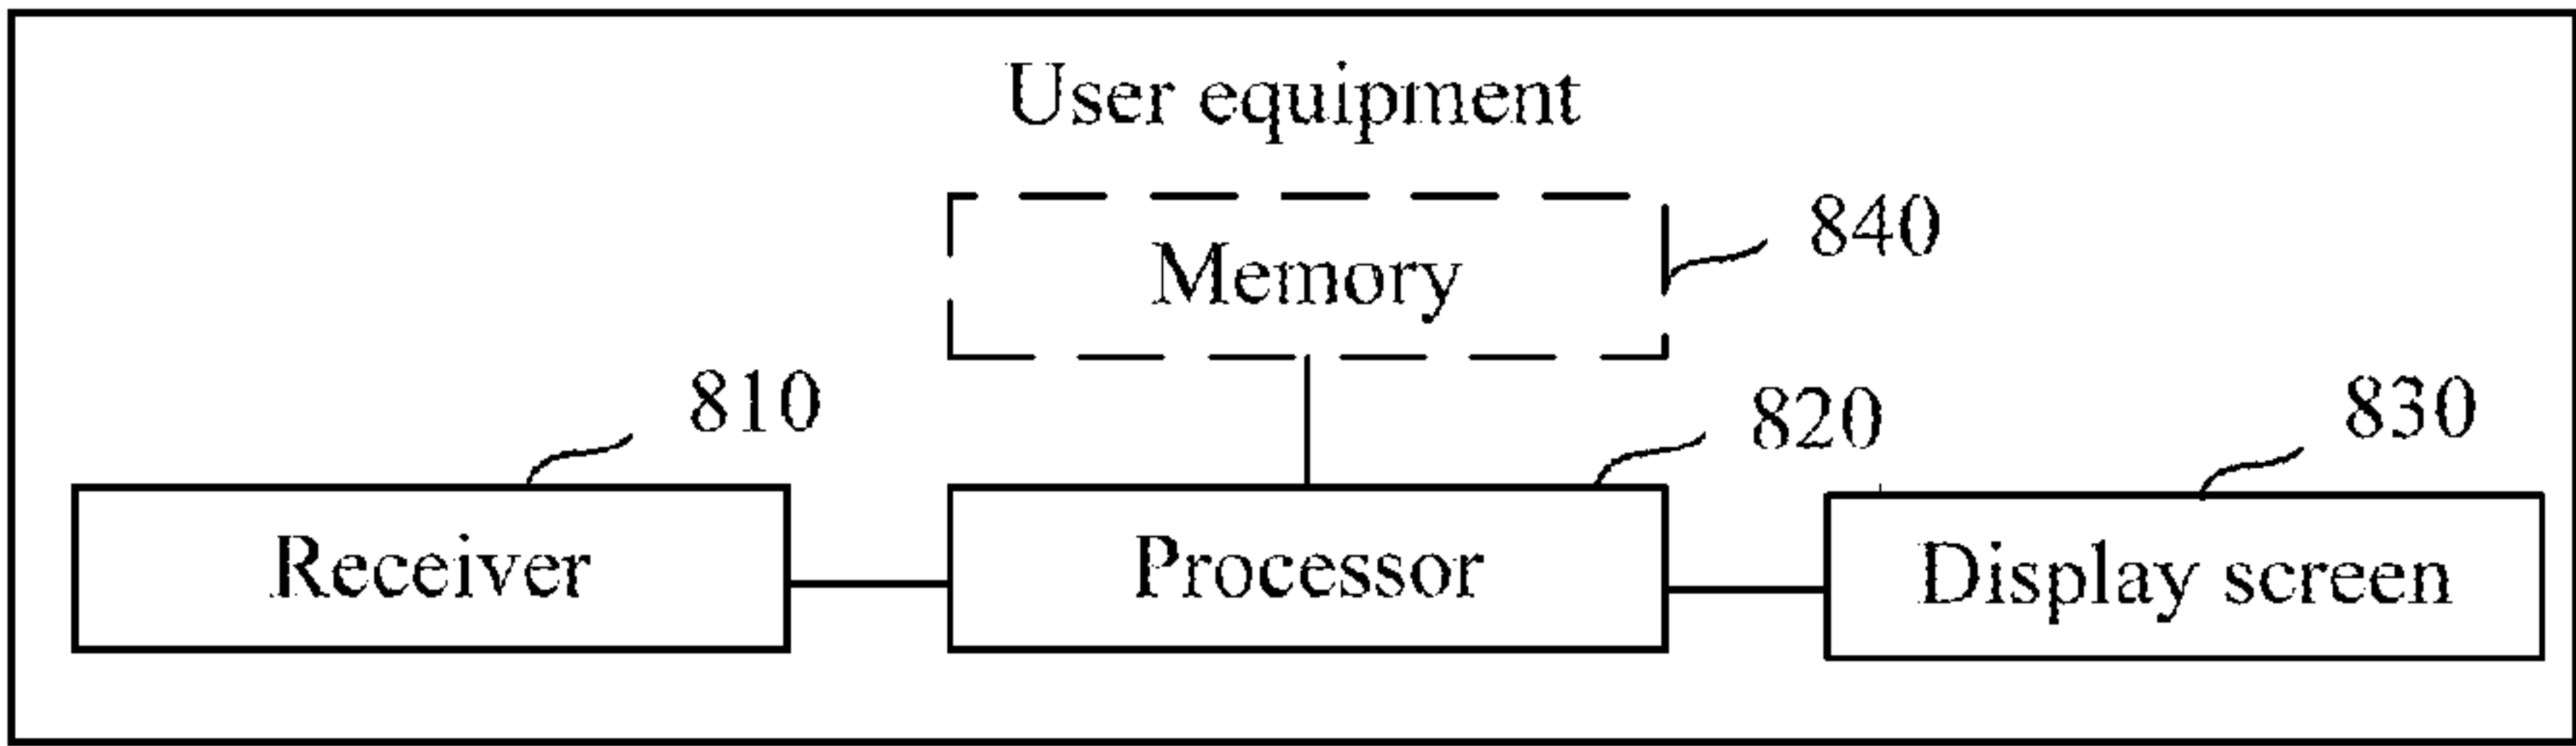 User equipment
Memory
840
810
820
830
Receiver
Processor
Display screen